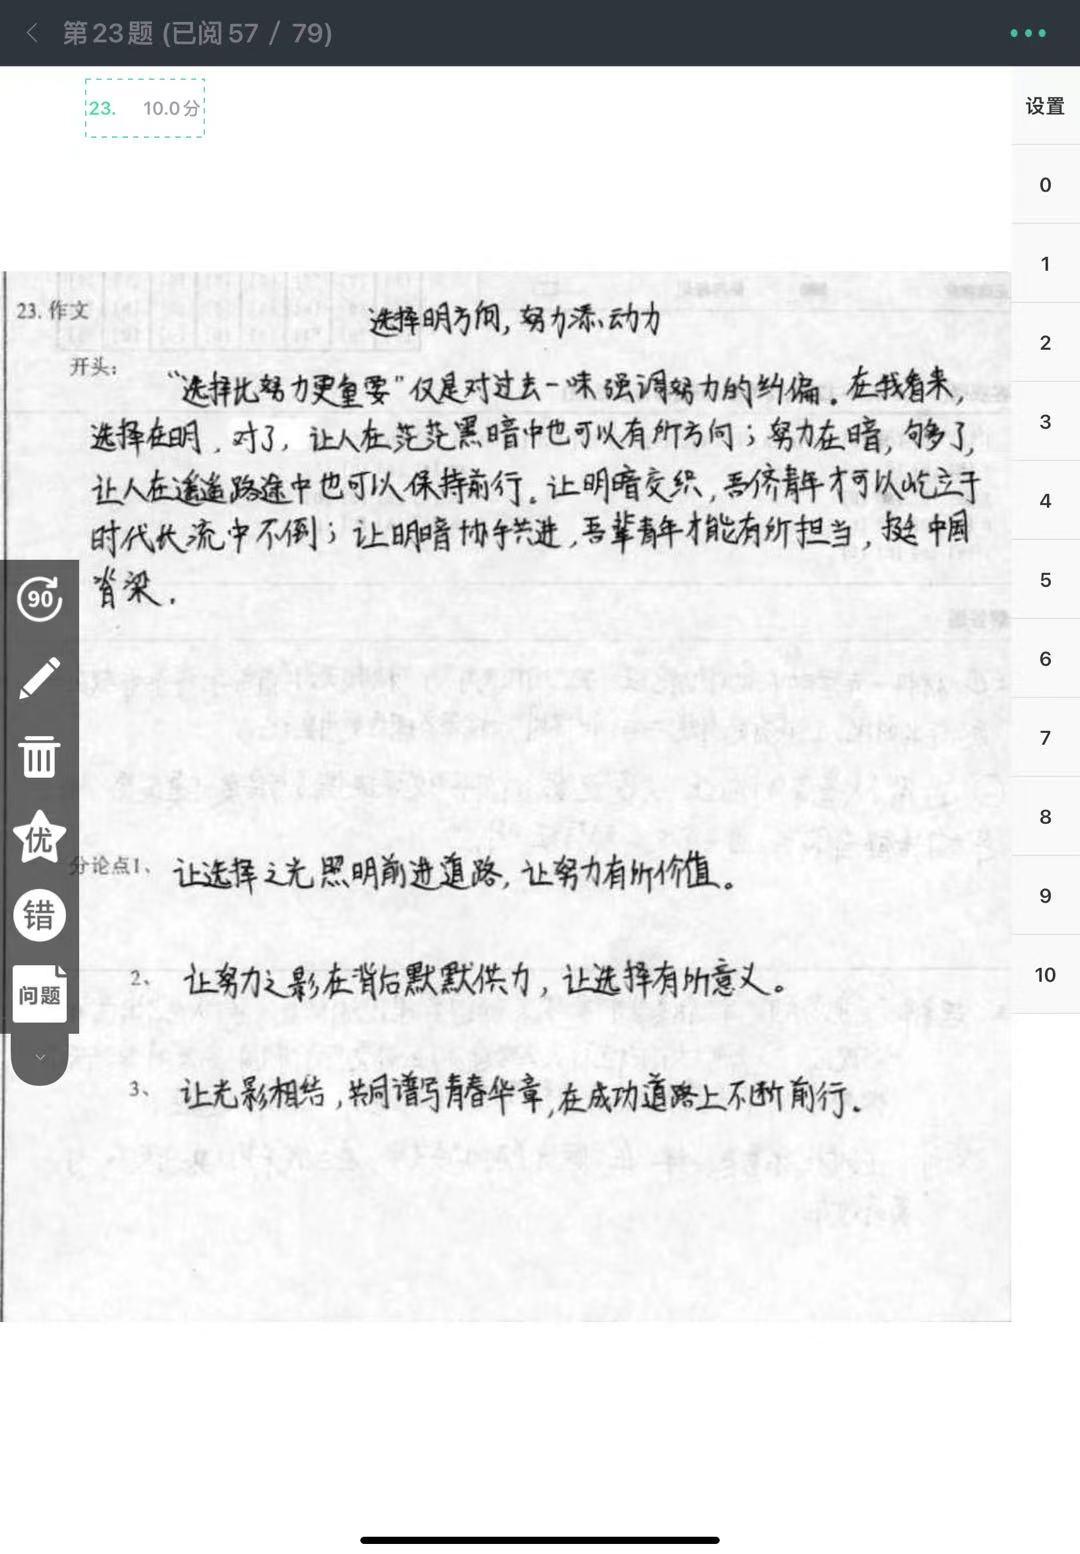 第23题 (已阅57 / 79)
23. 10.0分
设置
0
1
2
3
4
5
6
7
8
9
10
23.作文
选择明方向，努力添动力
开头：
“选择比努力更重要”仅是对过去一味强调努力的纠偏。在我看来，
选择在明，对了，让人在茫茫黑暗中也可以有所方向；努力在暗，够了，
让人在遥遥路途中也可以保持前行。让明暗交织，吾侪青年才可以屹立于
时代长流中不倒；让明暗协手共进，吾辈青年才能有所担当，挺中国
脊梁。
分论点1、让选择之光照明前进道路，让努力有所价值。
2、让努力之影在背后默默供力，让选择有所意义。
3、让光影相结，共同谱写青春华章，在成功道路上不断前行。
90
优
错
问题